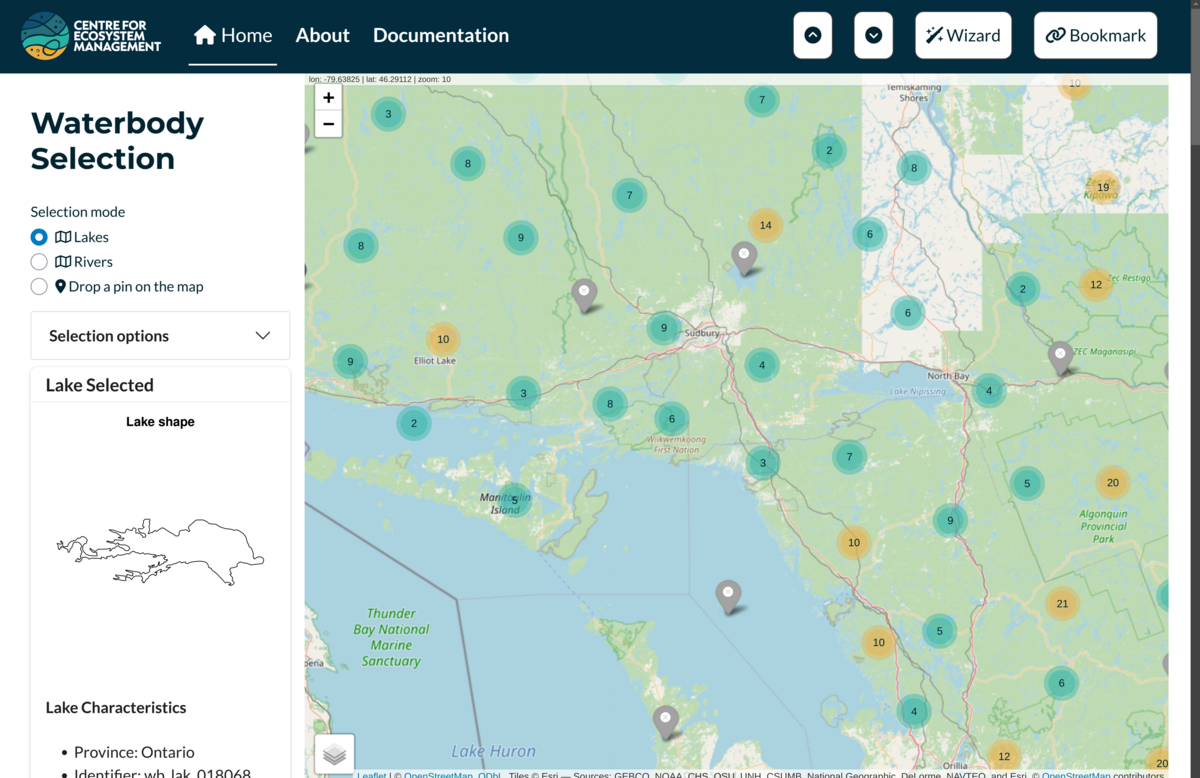 CENTRE FOR
ECOSYSTEM
MANAGEMENT
Home
About
Documentation
Wizard
Bookmark
Waterbody
Selection
Selection mode
Lakes
Rivers
Drop a pin on the map
Selection options
Lake Selected
Lake shape
Lake Characteristics
• Province: Ontario
• Identifier: wb_lak_018068
lon: -79.63825 | lat: 46.29112 | zoom: 10
+
−
Temiskaming
Shores
10
3
7
2
8
8
19
Zec de
Kipawa
7
14
6
9
8
2
12
Zec Restigo
6
9
Sudbury
10
Elliot Lake
9
4
ZEC Maganasipi
North Bay
Lake Nipissing
4
3
8
2
6
Wiikwemkoong
First Nation
7
3
5
20
Manitoulin
Island
5
9
Algonquin
Provincial
Park
10
21
Thunder
Bay National
Marine
Sanctuary
5
10
pena
6
4
Lake Huron
12
Orillia
20
Leaflet | © OpenStreetMap, ODbL, Tiles © Esri — Sources: GEBCO, NOAA, CHS, OSU, UNH, CSUMB, National Geographic, DeLorme, NAVTEQ, and Esri, © OpenStreetMap contributors